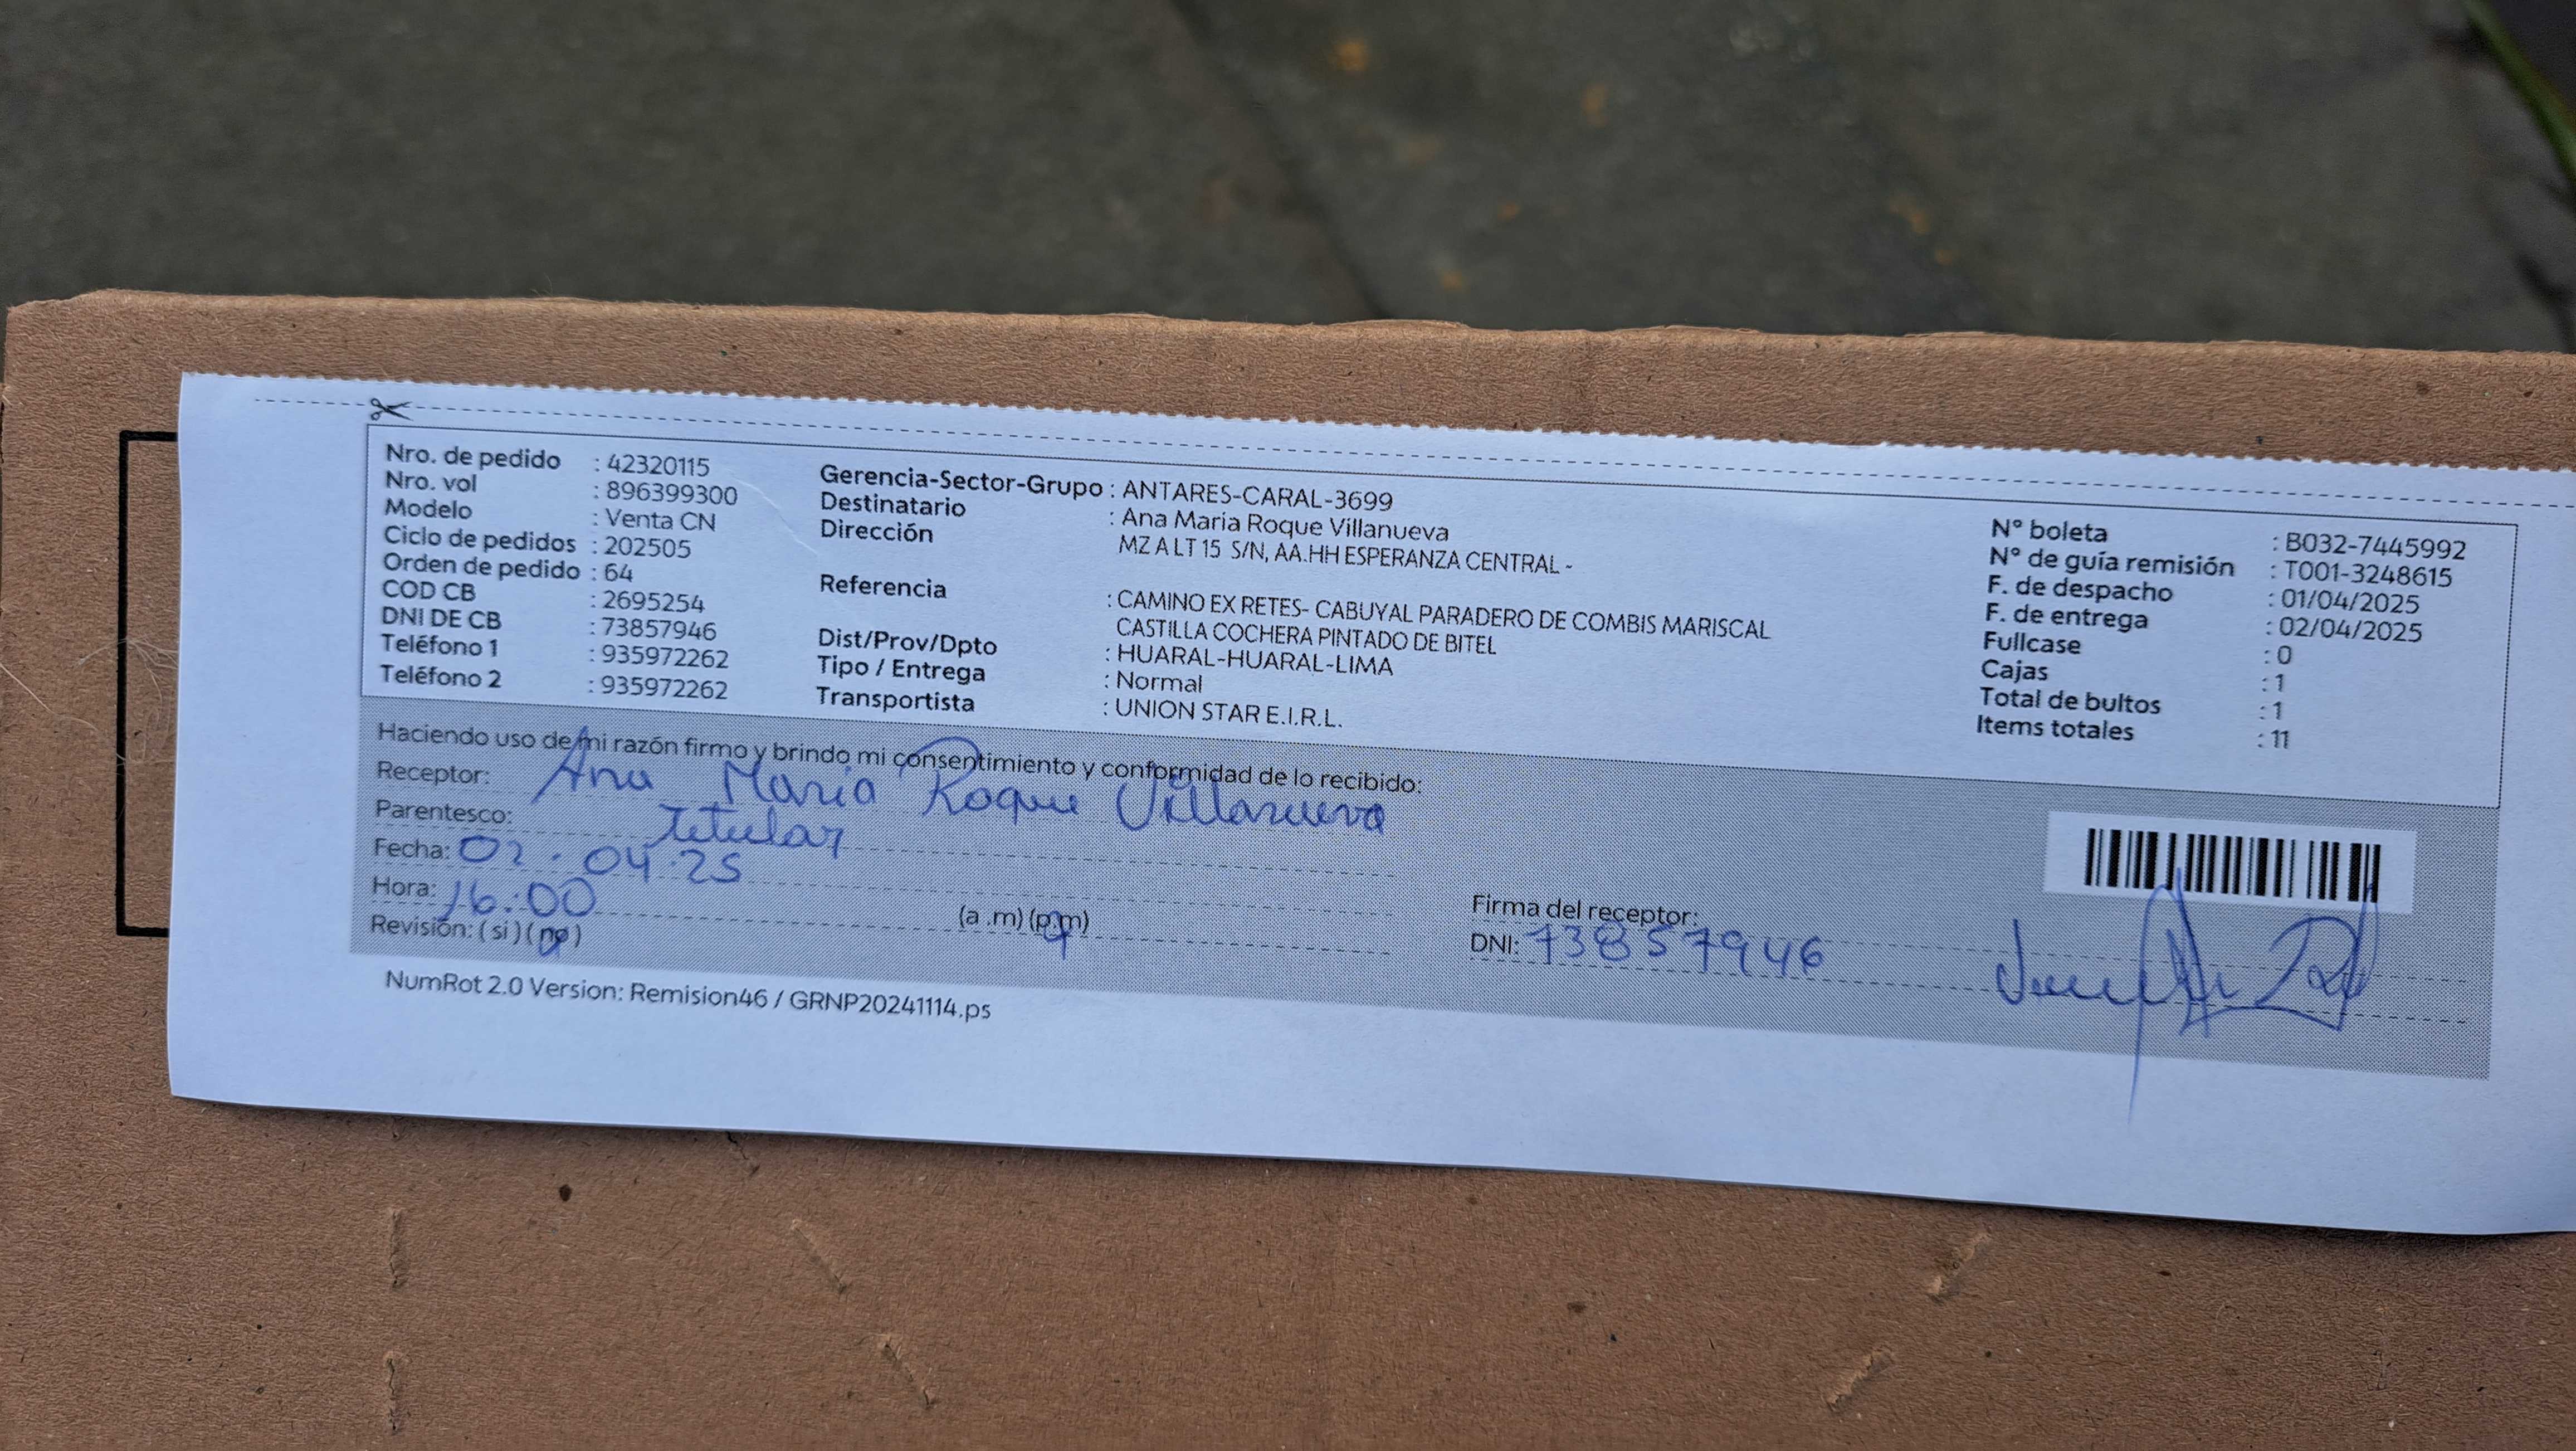 Nro. de pedido : 42320115
Nro. vol : 896399300
Modelo : Venta CN
Ciclo de pedidos : 202505
Orden de pedido : 64
COD CB : 2695254
DNI DE CB : 73857946
Teléfono 1 : 935972262
Teléfono 2 : 935972262
Gerencia-Sector-Grupo : ANTARES-CARAL-3699
Destinatario : Ana Maria Roque Villanueva
Dirección MZ A LT 15 S/N, AA.HH ESPERANZA CENTRAL -
Referencia : CAMINO EX RETES- CABUYAL PARADERO DE COMBIS MARISCAL
CASTILLA COCHERA PINTADO DE BITEL
Dist/Prov/Dpto : HUARAL-HUARAL-LIMA
Tipo / Entrega : Normal
Transportista : UNION STAR E.I.R.L.
N° boleta : B032-7445992
N° de guía remisión : T001-3248615
F. de despacho : 01/04/2025
F. de entrega : 02/04/2025
Fullcase : 0
Cajas : 1
Total de bultos : 1
Items totales : 11
Haciendo uso de mi razón firmo y brindo mi consentimiento y conformidad de lo recibido:
Receptor: Ana Maria Roque Villanueva
Parentesco: titular
Fecha: 02.04.25
Hora: 16:00 (a .m) (p.m)
Revisión: ( si ) ( no )
Firma del receptor:
DNI: 73857946
NumRot 2.0 Version: Remision46 / GRNP20241114.ps